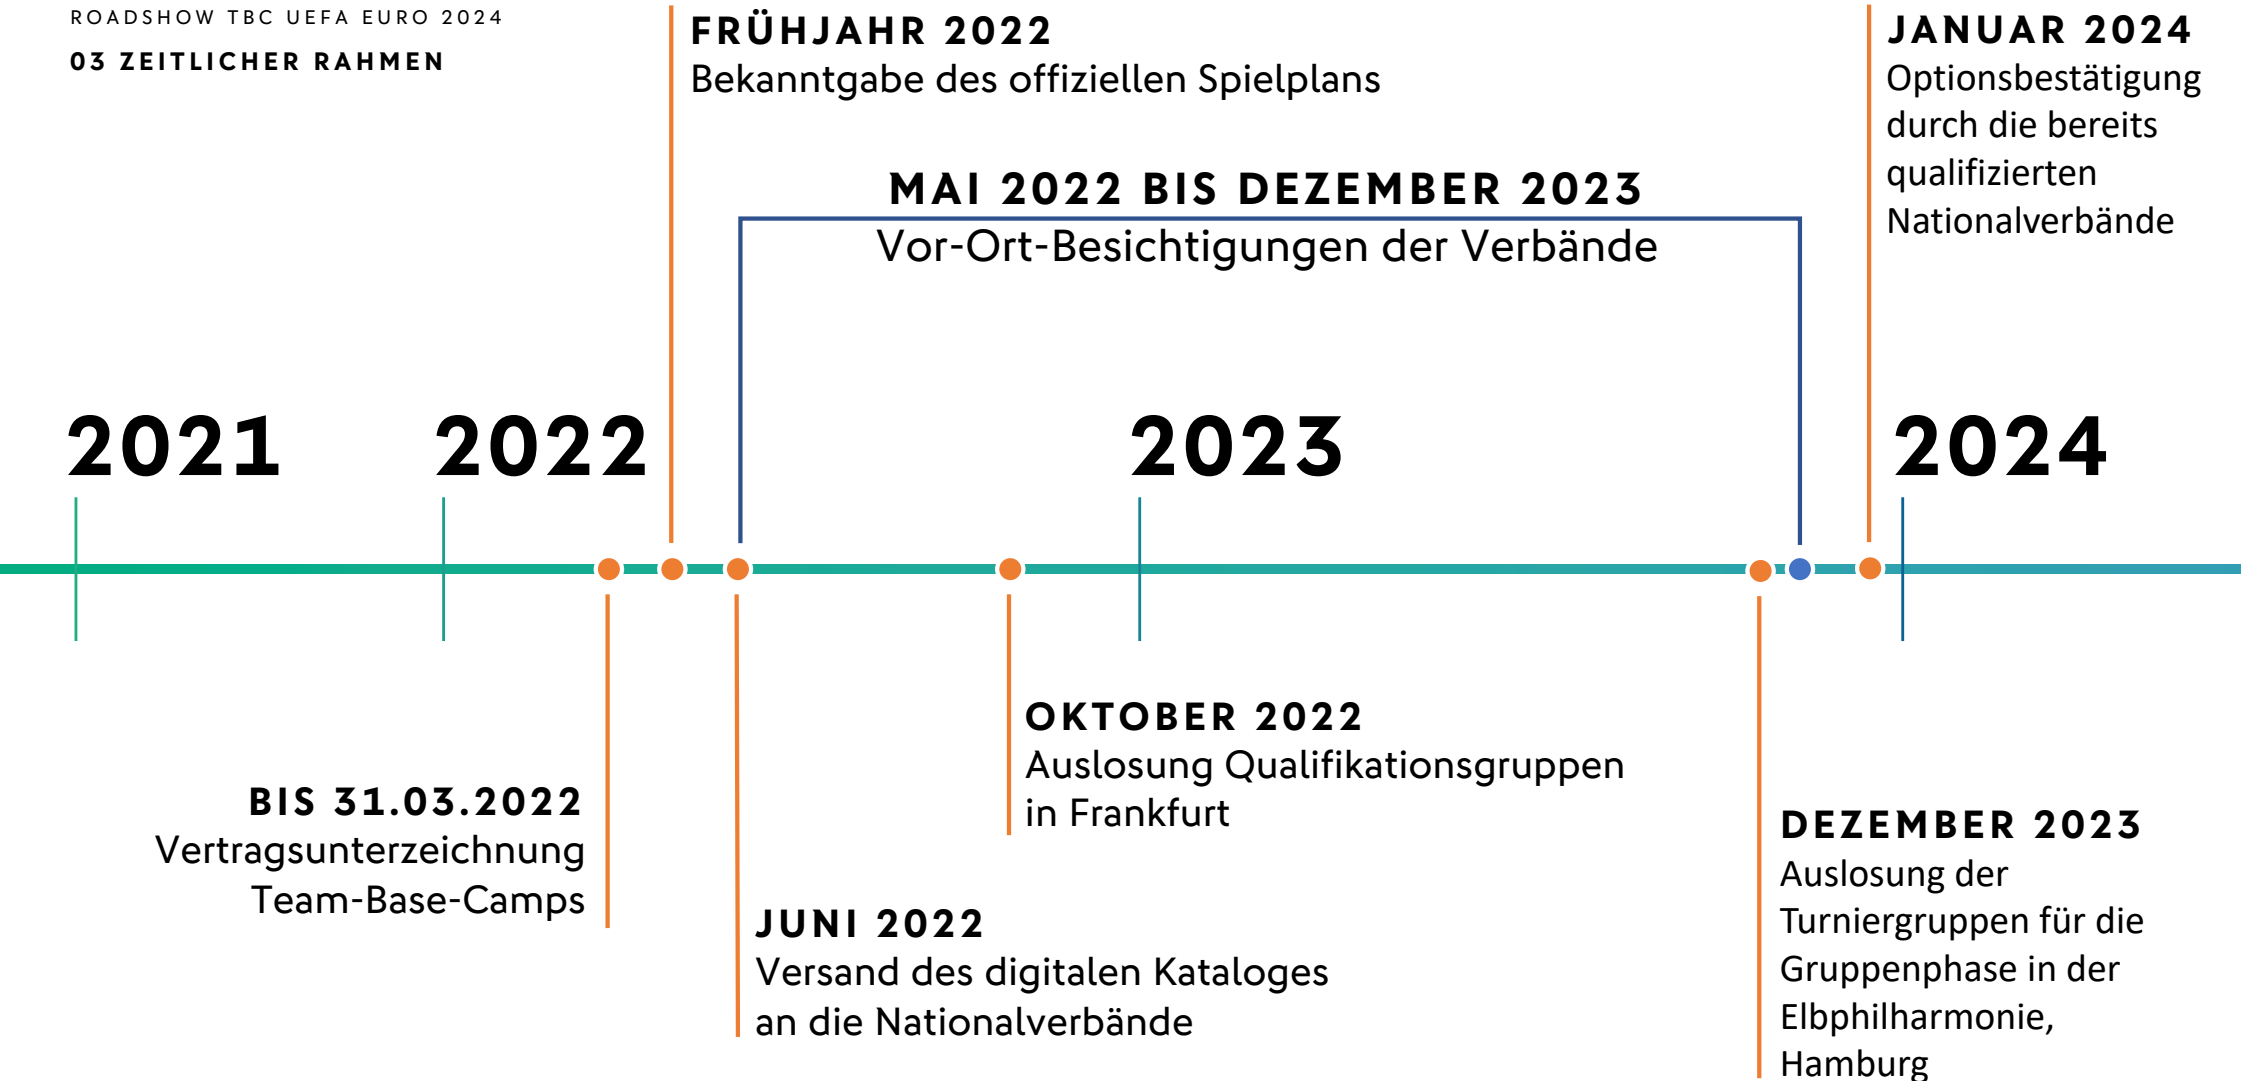 ROADSHOW TBC UEFA EURO 2024
03 ZEITLICHER RAHMEN
FRÜHJAHR 2022
Bekanntgabe des offiziellen Spielplans
JANUAR 2024
Optionsbestätigung
durch die bereits
qualifizierten
Nationalverbände
MAI 2022 BIS DEZEMBER 2023
Vor-Ort-Besichtigungen der Verbände
2021
2022
2023
2024
BIS 31.03.2022
Vertragsunterzeichnung
Team-Base-Camps
JUNI 2022
Versand des digitalen Kataloges
an die Nationalverbände
OKTOBER 2022
Auslosung Qualifikationsgruppen
in Frankfurt
DEZEMBER 2023
Auslosung der
Turniergruppen für die
Gruppenphase in der
Elbphilharmonie,
Hamburg